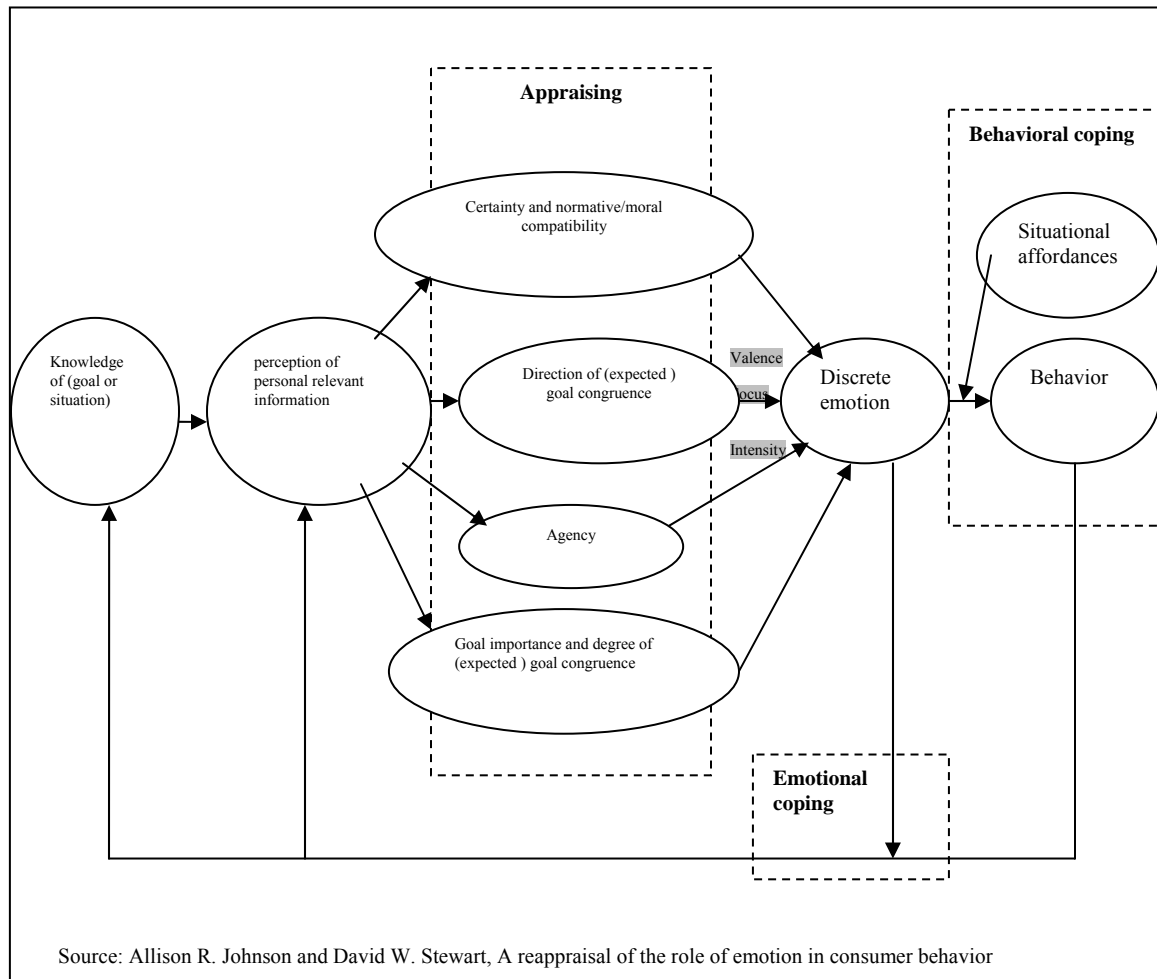 Appraising
Behavioral coping
Certainty and normative/moral
compatibility
Situational
affordances
Knowledge
of (goal or
situation)
perception of
personal relevant
information
Direction of (expected )
goal congruence
Valence
Intensity
Discrete
emotion
Behavior
Agency
Goal importance and degree of
(expected ) goal congruence
Emotional
coping
Source: Allison R. Johnson and David W. Stewart, A reappraisal of the role of emotion in consumer behavior